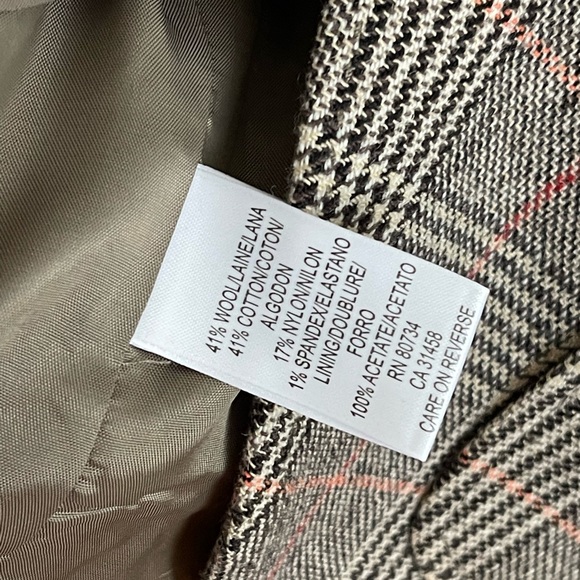 41% WOOL/LAINE/LANA
41% COTTON/COTON/
ALGODON
17% NYLON/NILON
1% SPANDEX/ELASTANO
LINING/DOUBLURE/
FORRO
100% ACETATE/ACETATO
RN 80734
CA 31458
CARE ON REVERSE